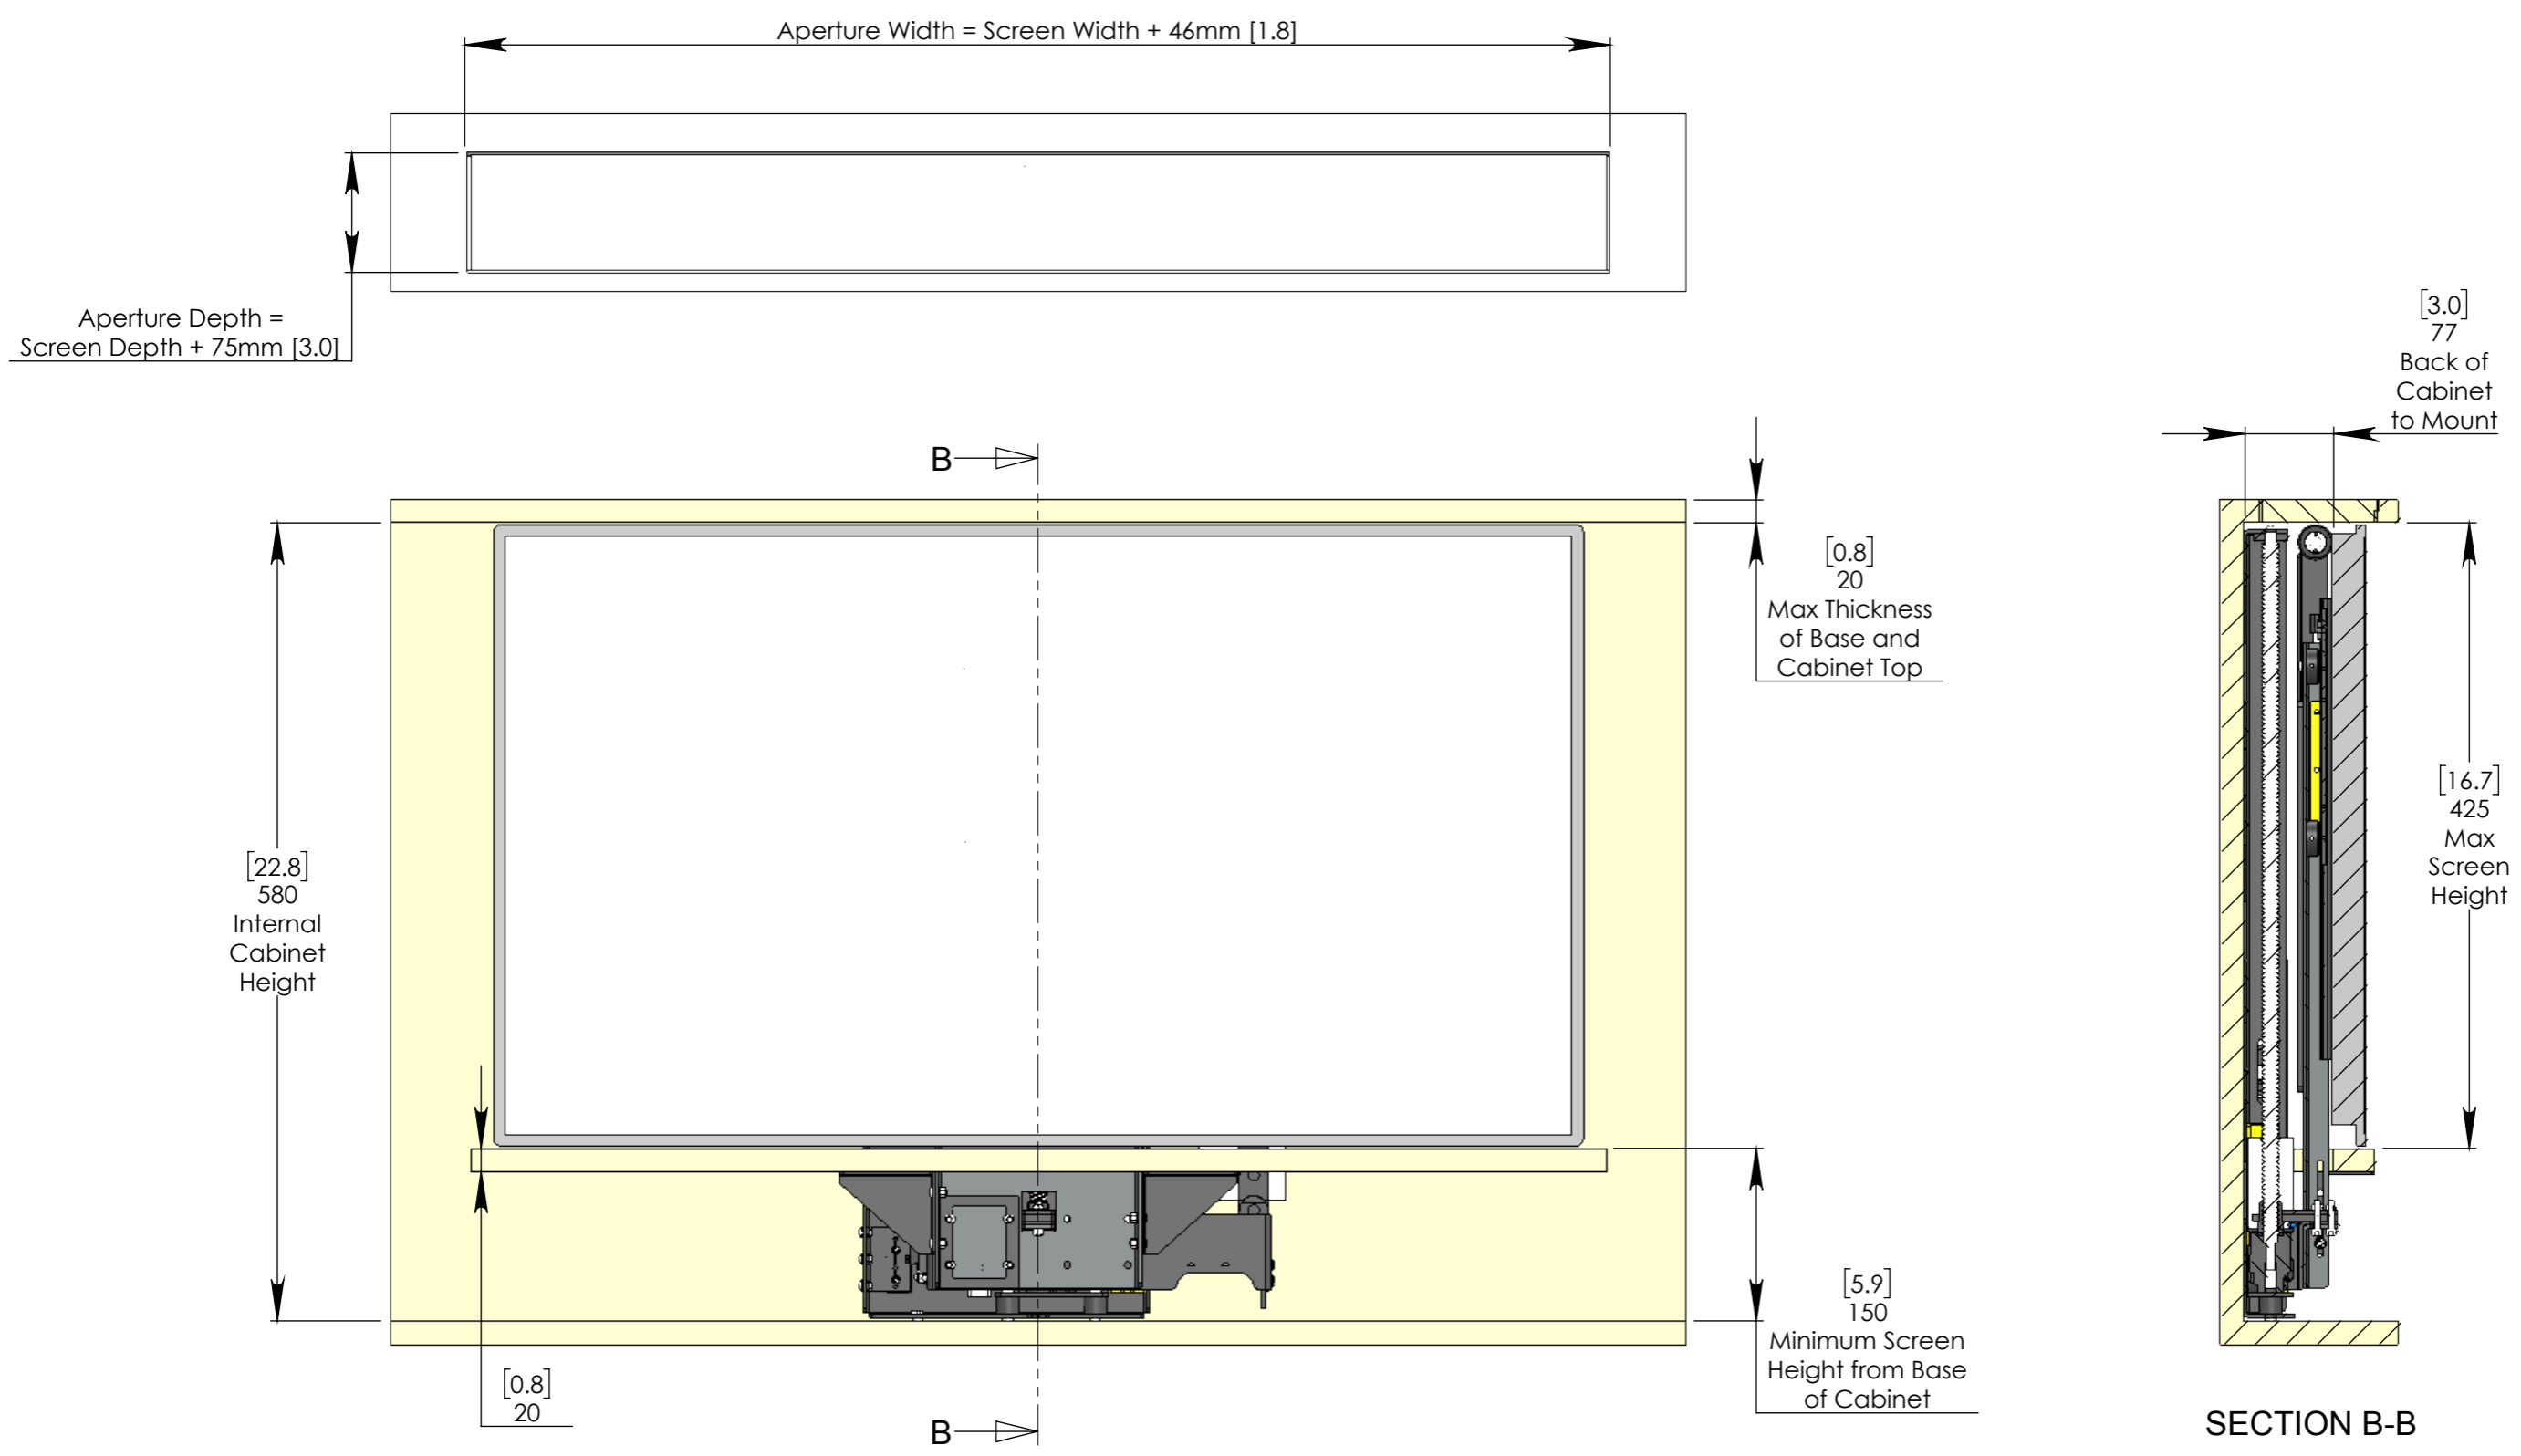 Aperture Width = Screen Width + 46mm [1.8]
Aperture Depth =
Screen Depth + 75mm [3.0]
[3.0]
77
Back of
Cabinet
to Mount
B
[0.8]
20
Max Thickness
of Base and
Cabinet Top
[16.7]
425
Max
Screen
Height
[22.8]
580
Internal
Cabinet
Height
[5.9]
150
Minimum Screen
Height from Base
of Cabinet
[0.8]
20
B
SECTION B-B